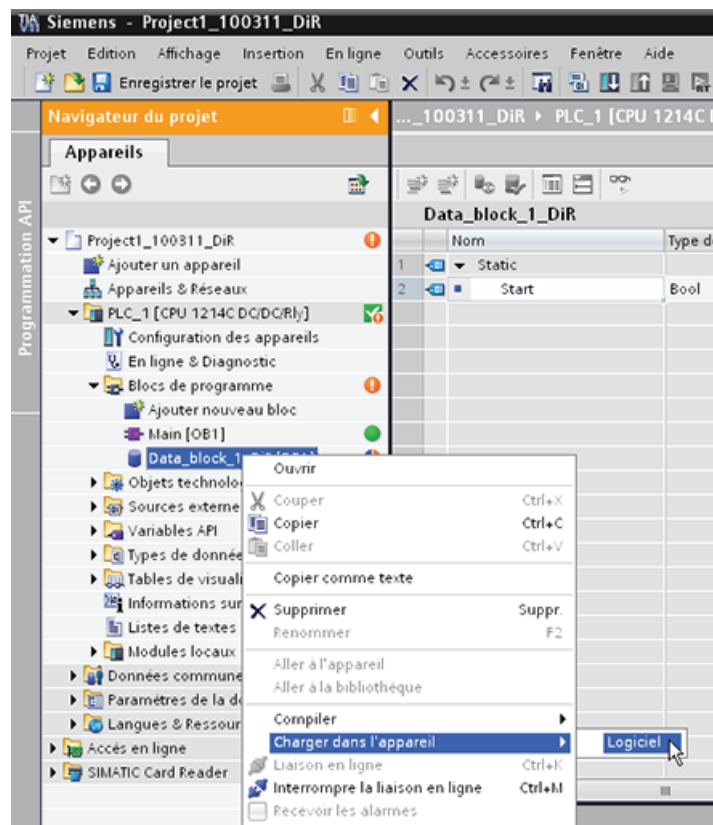 Siemens - Project1_100311_DiR
Projet Edition Affichage Insertion En ligne Outils Accessoires Fenêtre Aide
Enregistrer le projet
Navigateur du projet
..._100311_DiR ▸ PLC_1 [CPU 1214C
Appareils
Programmation API
Data_block_1_DiR
Nom Type
Project1_100311_DiR
Ajouter un appareil
1 Static
Appareils & Réseaux
2 Start Bool
PLC_1 [CPU 1214C DC/DC/Rly]
Configuration des appareils
En ligne & Diagnostic
Blocs de programme
Ajouter nouveau bloc
Main [OB1]
Data_block_1
Objets
Sources externe
Variables API
Types de donnée
Tables de
Informations sur
Listes de textes
Modules locaux
Données commune
Paramètres de la
Langues &
Accès en ligne
SIMATIC Card Reader
Ouvrir
Couper Ctrl+X
Copier Ctrl+C
Coller Ctrl+V
Copier comme texte
Supprimer Suppr.
Renommer F2
Aller à l'appareil
Aller à la bibliothèque
Compiler
Charger dans l'appareil
Logiciel
Liaison en ligne Ctrl+K
Interrompre la liaison en ligne Ctrl+M
Recevoir les alarmes